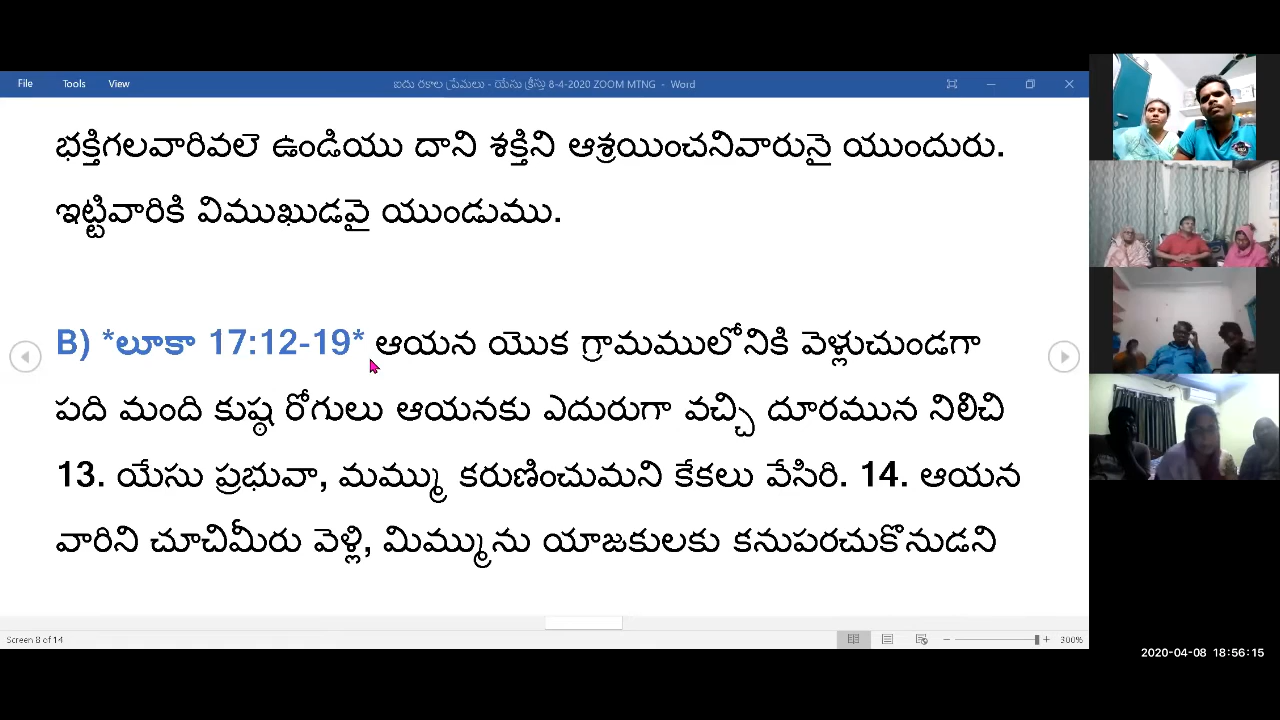 File Tools View ఐదు రకాల ప్రేమలు - యేసు క్రీస్తు 8-4-2020 ZOOM MTNG - Word
భక్తిగలవారివలె ఉండియు దాని శక్తిని ఆశ్రయించనివారునై యుందురు.
ఇట్టివారికి విముఖుడవై యుండుము.
B) *లూకా 17:12-19* ఆయన యొక గ్రామములోనికి వెళ్లుచుండగా
పది మంది కుష్ఠ రోగులు ఆయనకు ఎదురుగా వచ్చి దూరమున నిలిచి
13. యేసు ప్రభువా, మమ్ము కరుణించుమని కేకలు వేసిరి. 14. ఆయన
వారిని చూచిమీరు వెళ్లి, మిమ్మును యాజకులకు కనుపరచుకొనుడని
Screen 8 of 14 300%
2020-04-08 18:56:15